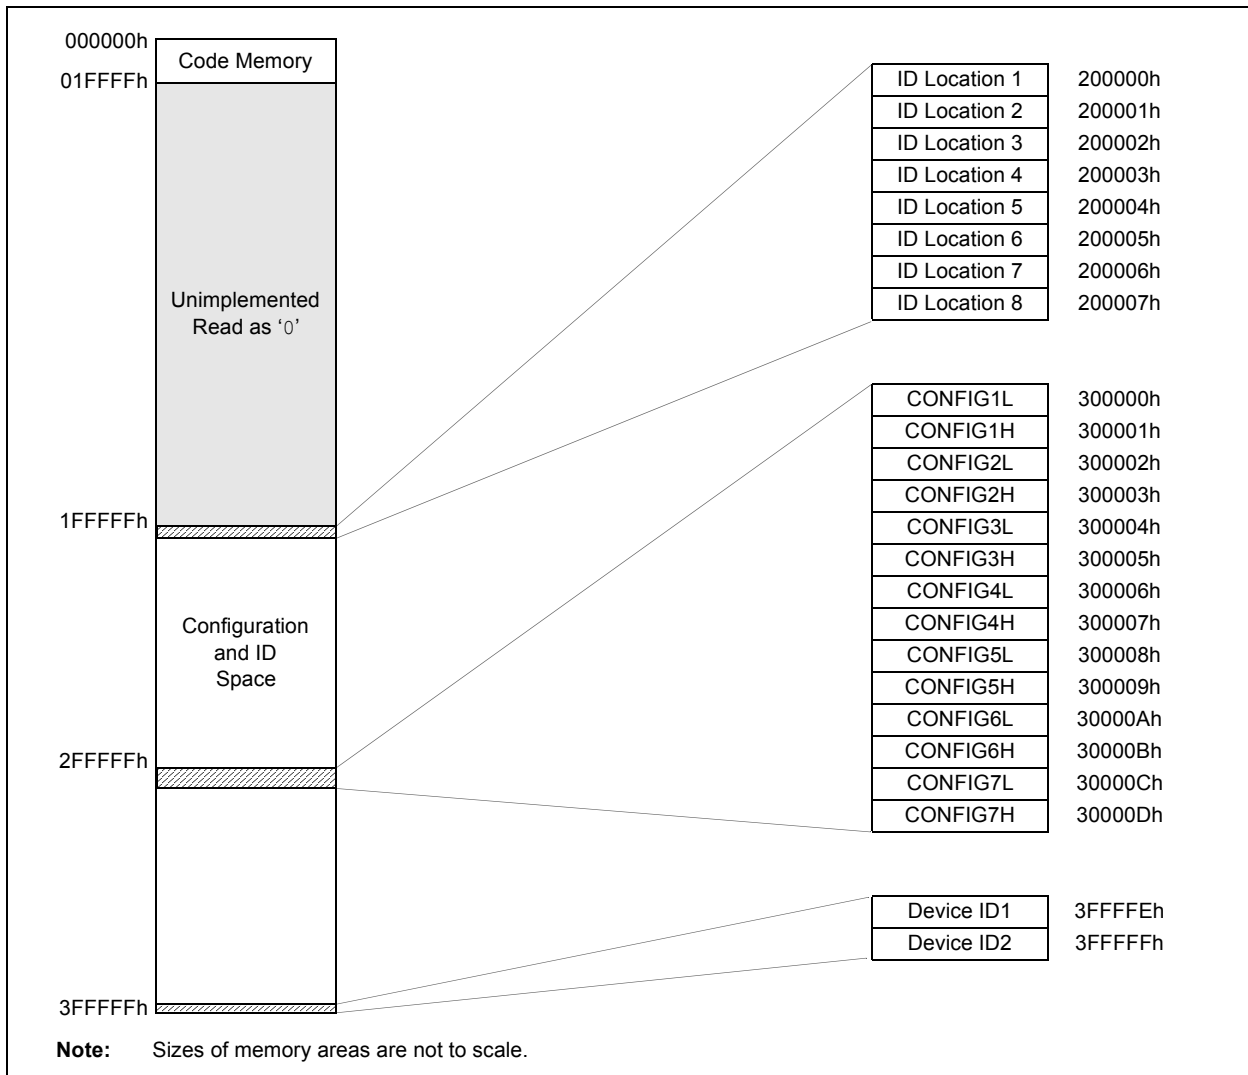 000000h
Code Memory
01FFFFh
Unimplemented
Read as ‘0’
1FFFFFh
Configuration
and ID
Space
2FFFFFh
3FFFFFh
ID Location 1 200000h
ID Location 2 200001h
ID Location 3 200002h
ID Location 4 200003h
ID Location 5 200004h
ID Location 6 200005h
ID Location 7 200006h
ID Location 8 200007h
CONFIG1L 300000h
CONFIG1H 300001h
CONFIG2L 300002h
CONFIG2H 300003h
CONFIG3L 300004h
CONFIG3H 300005h
CONFIG4L 300006h
CONFIG4H 300007h
CONFIG5L 300008h
CONFIG5H 300009h
CONFIG6L 30000Ah
CONFIG6H 30000Bh
CONFIG7L 30000Ch
CONFIG7H 30000Dh
Device ID1 3FFFFEh
Device ID2 3FFFFFh
Note: Sizes of memory areas are not to scale.